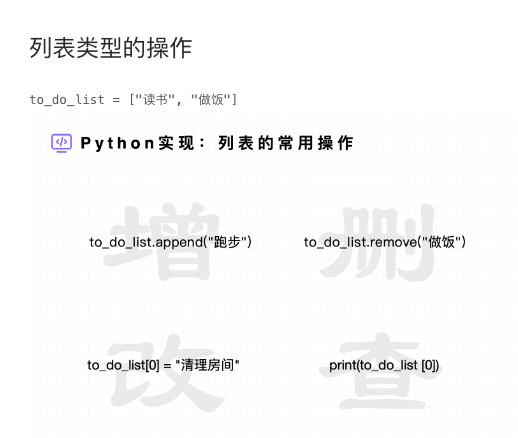 列表类型的操作
to_do_list = ["读书", "做饭"]
Python实现：列表的常用操作
增 删
to_do_list.append("跑步") to_do_list.remove("做饭")
改 查
to_do_list[0] = "清理房间" print(to_do_list [0])